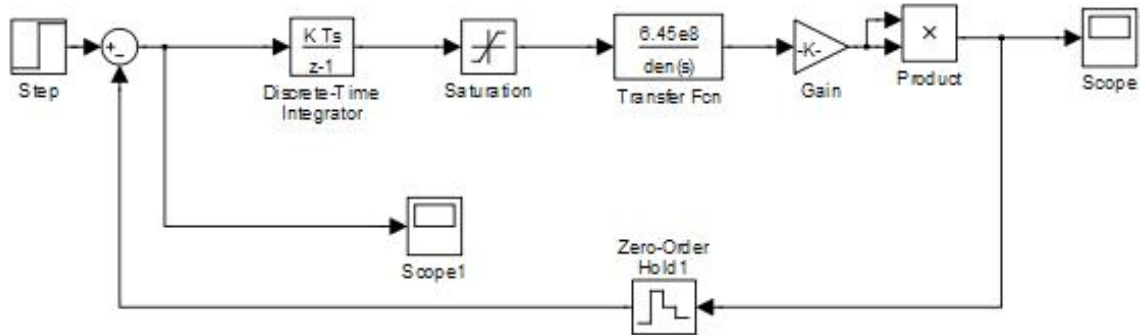 Step
+
-
K Ts
z-1
Discrete-Time
Integrator
Saturation
6.45e8
den(s)
Transfer Fcn
-K-
Gain
×
Product
Scope
Scope1
Zero-Order
Hold1